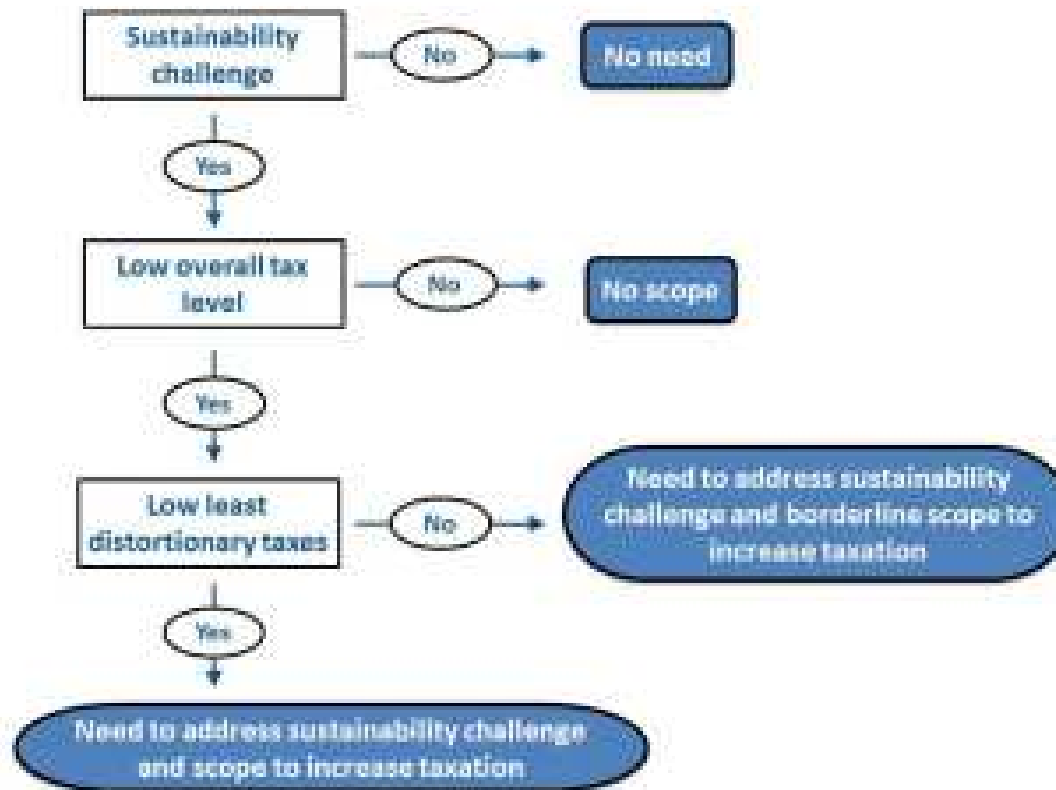 Sustainability
challenge
No
No need
Yes
Low overall tax
level
No
No scope
Yes
Low least
distortionary taxes
No
Need to address sustainability
challenge and borderline scope to
increase taxation
Yes
Need to address sustainability challenge
and scope to increase taxation